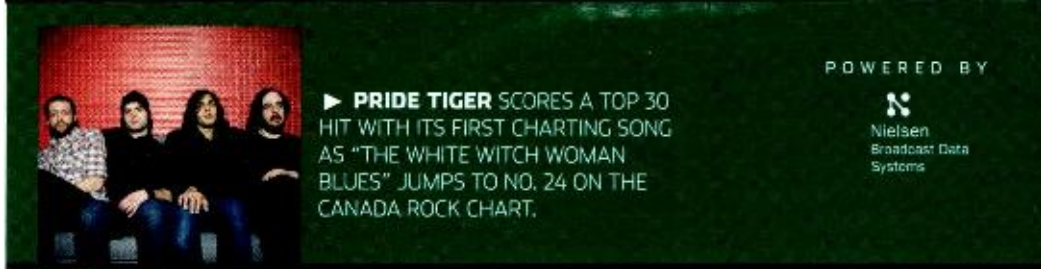 ► PRIDE TIGER SCORES A TOP 30
HIT WITH ITS FIRST CHARTING SONG
AS “THE WHITE WITCH WOMAN
BLUES” JUMPS TO NO. 24 ON THE
CANADA ROCK CHART.
POWERED BY
Nielsen
Broadcast Data
Systems